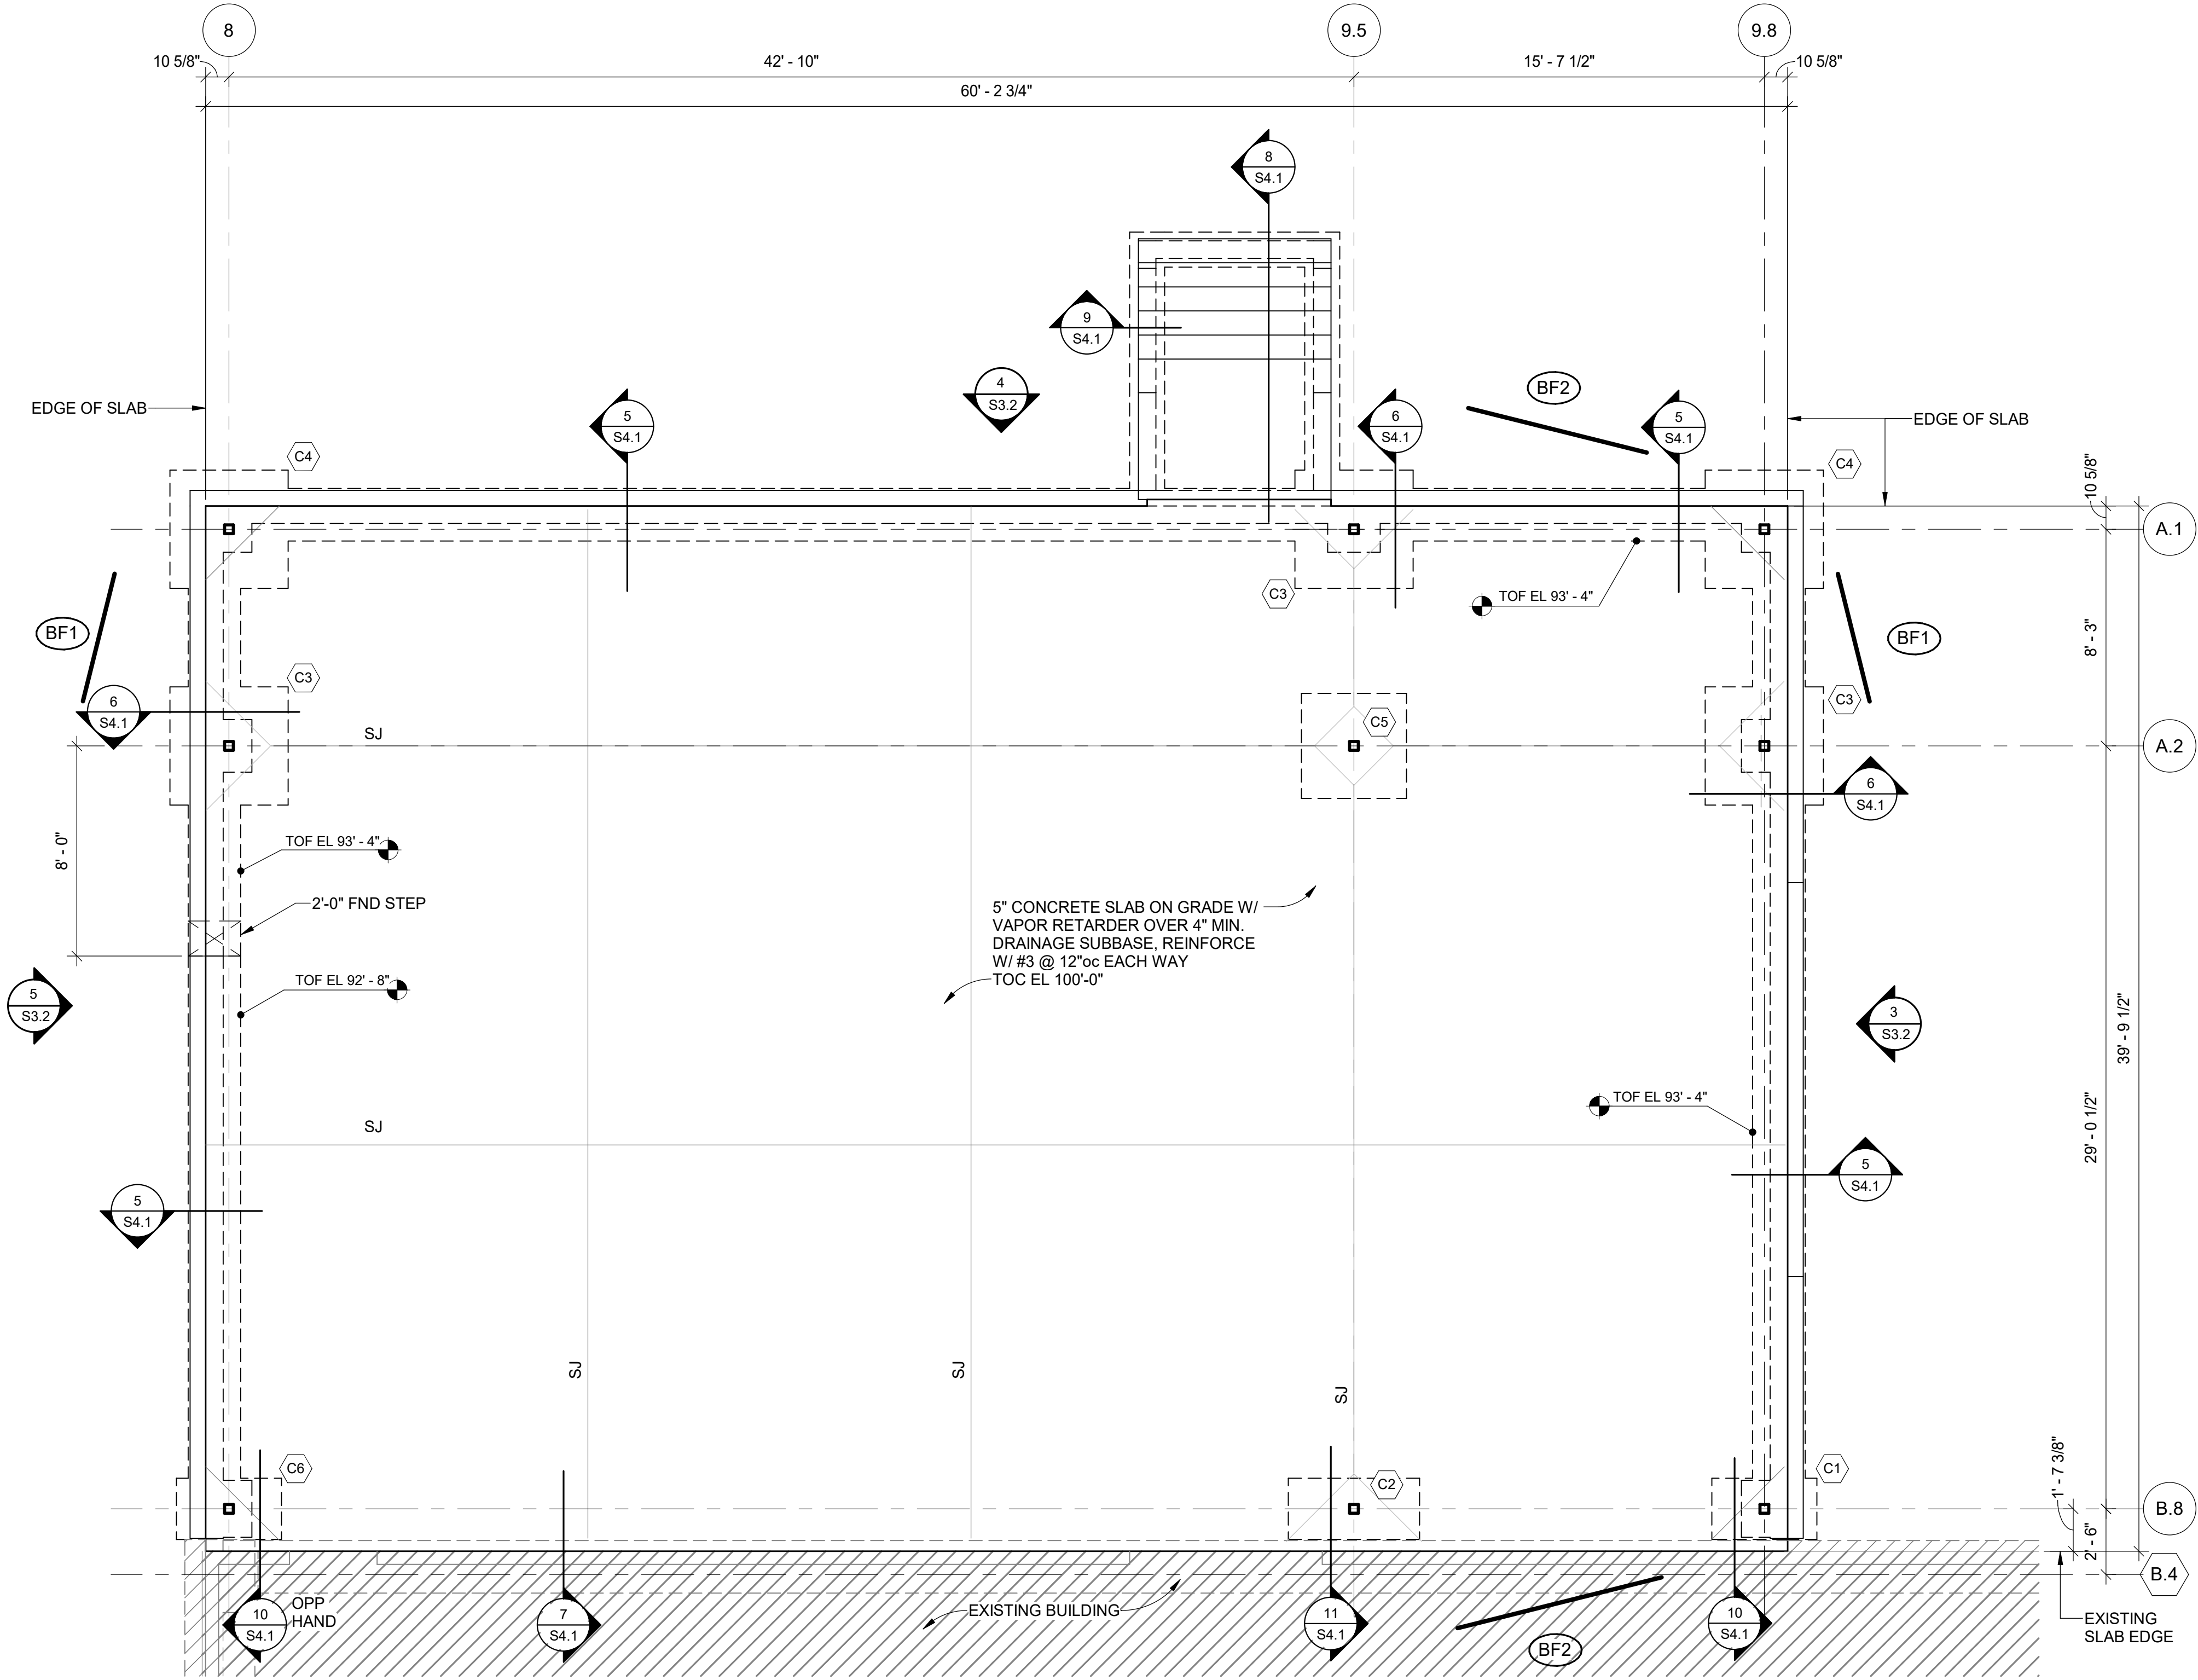 8
9.5
9.8
10 5/8"
42' - 10"
15' - 7 1/2"
10 5/8"
60' - 2 3/4"
8
S4.1
9
S4.1
4
S3.2
BF2
EDGE OF SLAB
5
S4.1
6
S4.1
5
S4.1
EDGE OF SLAB
C4
C4
10 5/8"
A.1
C3
TOF EL 93' - 4"
BF1
BF1
8' - 3"
C3
C3
6
S4.1
C5
SJ
A.2
6
S4.1
8' - 0"
TOF EL 93' - 4"
2'-0" FND STEP
5" CONCRETE SLAB ON GRADE W/
VAPOR RETARDER OVER 4" MIN.
DRAINAGE SUBBASE, REINFORCE
W/ #3 @ 12"oc EACH WAY
TOC EL 100'-0"
TOF EL 92' - 8"
5
S3.2
3
S3.2
39' - 9 1/2"
TOF EL 93' - 4"
29' - 0 1/2"
SJ
5
S4.1
5
S4.1
SJ
SJ
SJ
C6
C2
C1
1' - 7 3/8"
B.8
2' - 6"
B.4
OPP
HAND
10
S4.1
7
S4.1
EXISTING BUILDING
11
S4.1
10
S4.1
BF2
EXISTING
SLAB EDGE